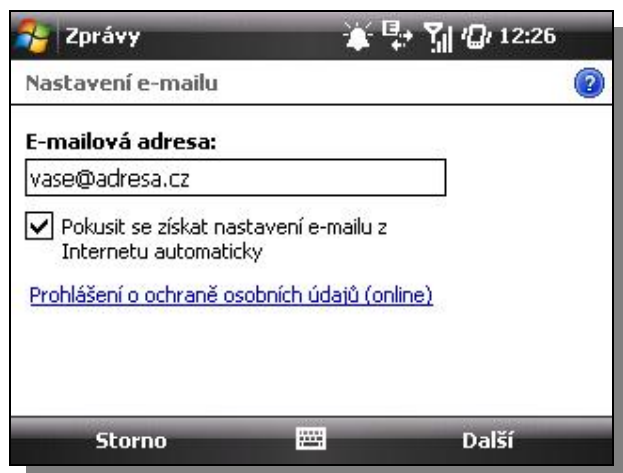 Zprávy 12:26
Nastavení e-mailu ?
E-mailová adresa:
vase@adresa.cz
Pokusit se získat nastavení e-mailu z
Internetu automaticky
Prohlášení o ochraně osobních údajů (online)
Storno Další